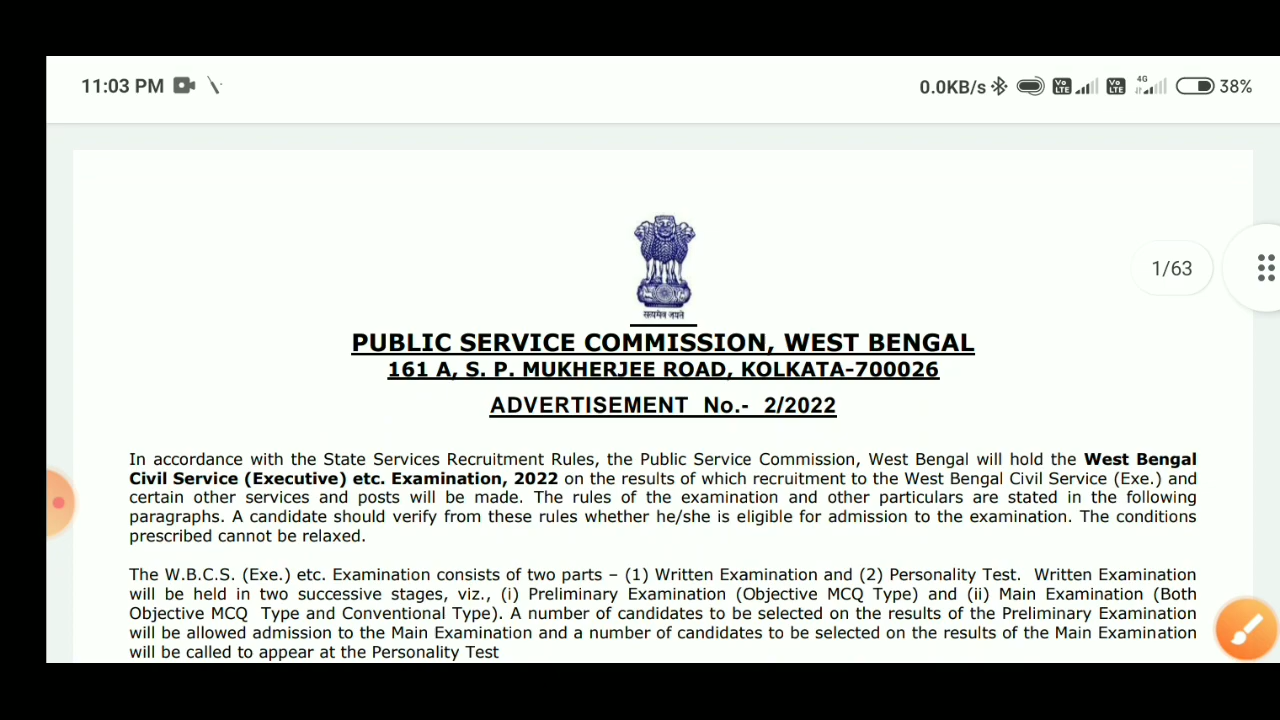 11:03 PM
0.0KB/s Vo LTE Vo LTE 4G 38%
1/63
सत्यमेव जयते
PUBLIC SERVICE COMMISSION, WEST BENGAL
161 A, S. P. MUKHERJEE ROAD, KOLKATA-700026
ADVERTISEMENT No.- 2/2022
In accordance with the State Services Recruitment Rules, the Public Service Commission, West Bengal will hold the West Bengal
Civil Service (Executive) etc. Examination, 2022 on the results of which recruitment to the West Bengal Civil Service (Exe.) and
certain other services and posts will be made. The rules of the examination and other particulars are stated in the following
paragraphs. A candidate should verify from these rules whether he/she is eligible for admission to the examination. The conditions
prescribed cannot be relaxed.
The W.B.C.S. (Exe.) etc. Examination consists of two parts – (1) Written Examination and (2) Personality Test. Written Examination
will be held in two successive stages, viz., (i) Preliminary Examination (Objective MCQ Type) and (ii) Main Examination (Both
Objective MCQ Type and Conventional Type). A number of candidates to be selected on the results of the Preliminary Examination
will be allowed admission to the Main Examination and a number of candidates to be selected on the results of the Main Examination
will be called to appear at the Personality Test